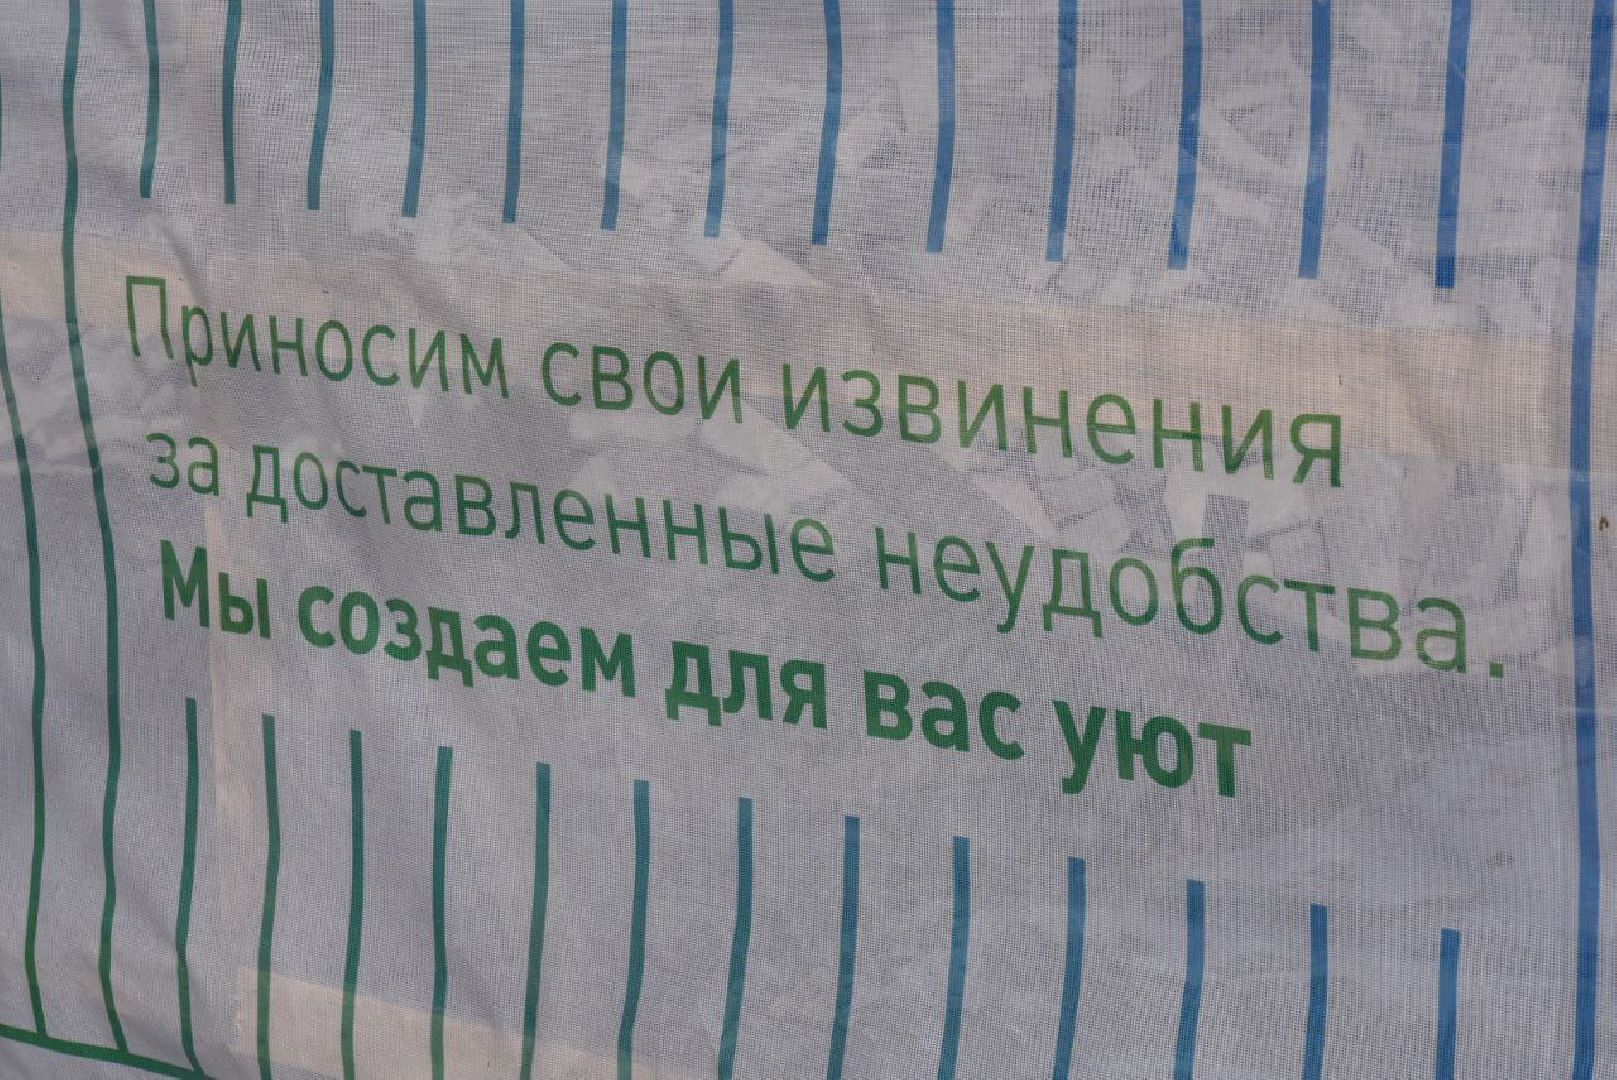 Приносим свои извинения
за доставленные неудобства.
Мы создаем для вас уют